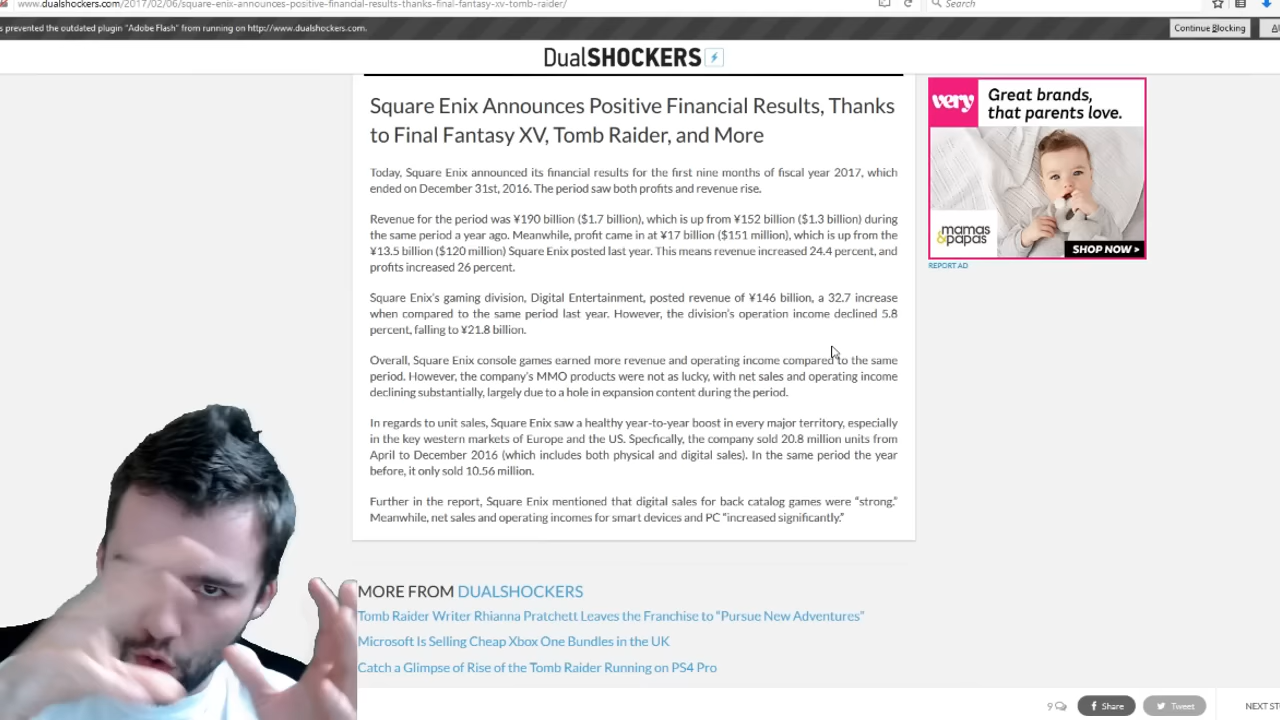 www.dualshockers.com/2017/02/06/square-enix-announces-positive-financial-results-thanks-final-fantasy-xv-tomb-raider/
Search
s prevented the outdated plugin "Adobe Flash" from running on http://www.dualshockers.com.
Continue Blocking
DualSHOCKERS
Square Enix Announces Positive Financial Results, Thanks
to Final Fantasy XV, Tomb Raider, and More
Today, Square Enix announced its financial results for the first nine months of fiscal year 2017, which
ended on December 31st, 2016. The period saw both profits and revenue rise.
Revenue for the period was ¥190 billion ($1.7 billion), which is up from ¥152 billion ($1.3 billion) during
the same period a year ago. Meanwhile, profit came in at ¥17 billion ($151 million), which is up from the
¥13.5 billion ($120 million) Square Enix posted last year. This means revenue increased 24.4 percent, and
profits increased 26 percent.
Square Enix's gaming division, Digital Entertainment, posted revenue of ¥146 billion, a 32.7 increase
when compared to the same period last year. However, the division's operation income declined 5.8
percent, falling to ¥21.8 billion.
Overall, Square Enix console games earned more revenue and operating income compared to the same
period. However, the company's MMO products were not as lucky, with net sales and operating income
declining substantially, largely due to a hole in expansion content during the period.
In regards to unit sales, Square Enix saw a healthy year-to-year boost in every major territory, especially
in the key western markets of Europe and the US. Specfically, the company sold 20.8 million units from
April to December 2016 (which includes both physical and digital sales). In the same period the year
before, it only sold 10.56 million.
Further in the report, Square Enix mentioned that digital sales for back catalog games were "strong."
Meanwhile, net sales and operating incomes for smart devices and PC "increased significantly."
very
Great brands,
that parents love.
mamas
&papas
SHOP NOW >
REPORT AD
MORE FROM DUALSHOCKERS
Tomb Raider Writer Rhianna Pratchett Leaves the Franchise to "Pursue New Adventures"
Microsoft Is Selling Cheap Xbox One Bundles in the UK
Catch a Glimpse of Rise of the Tomb Raider Running on PS4 Pro
9
Share
Tweet
NEXT ST